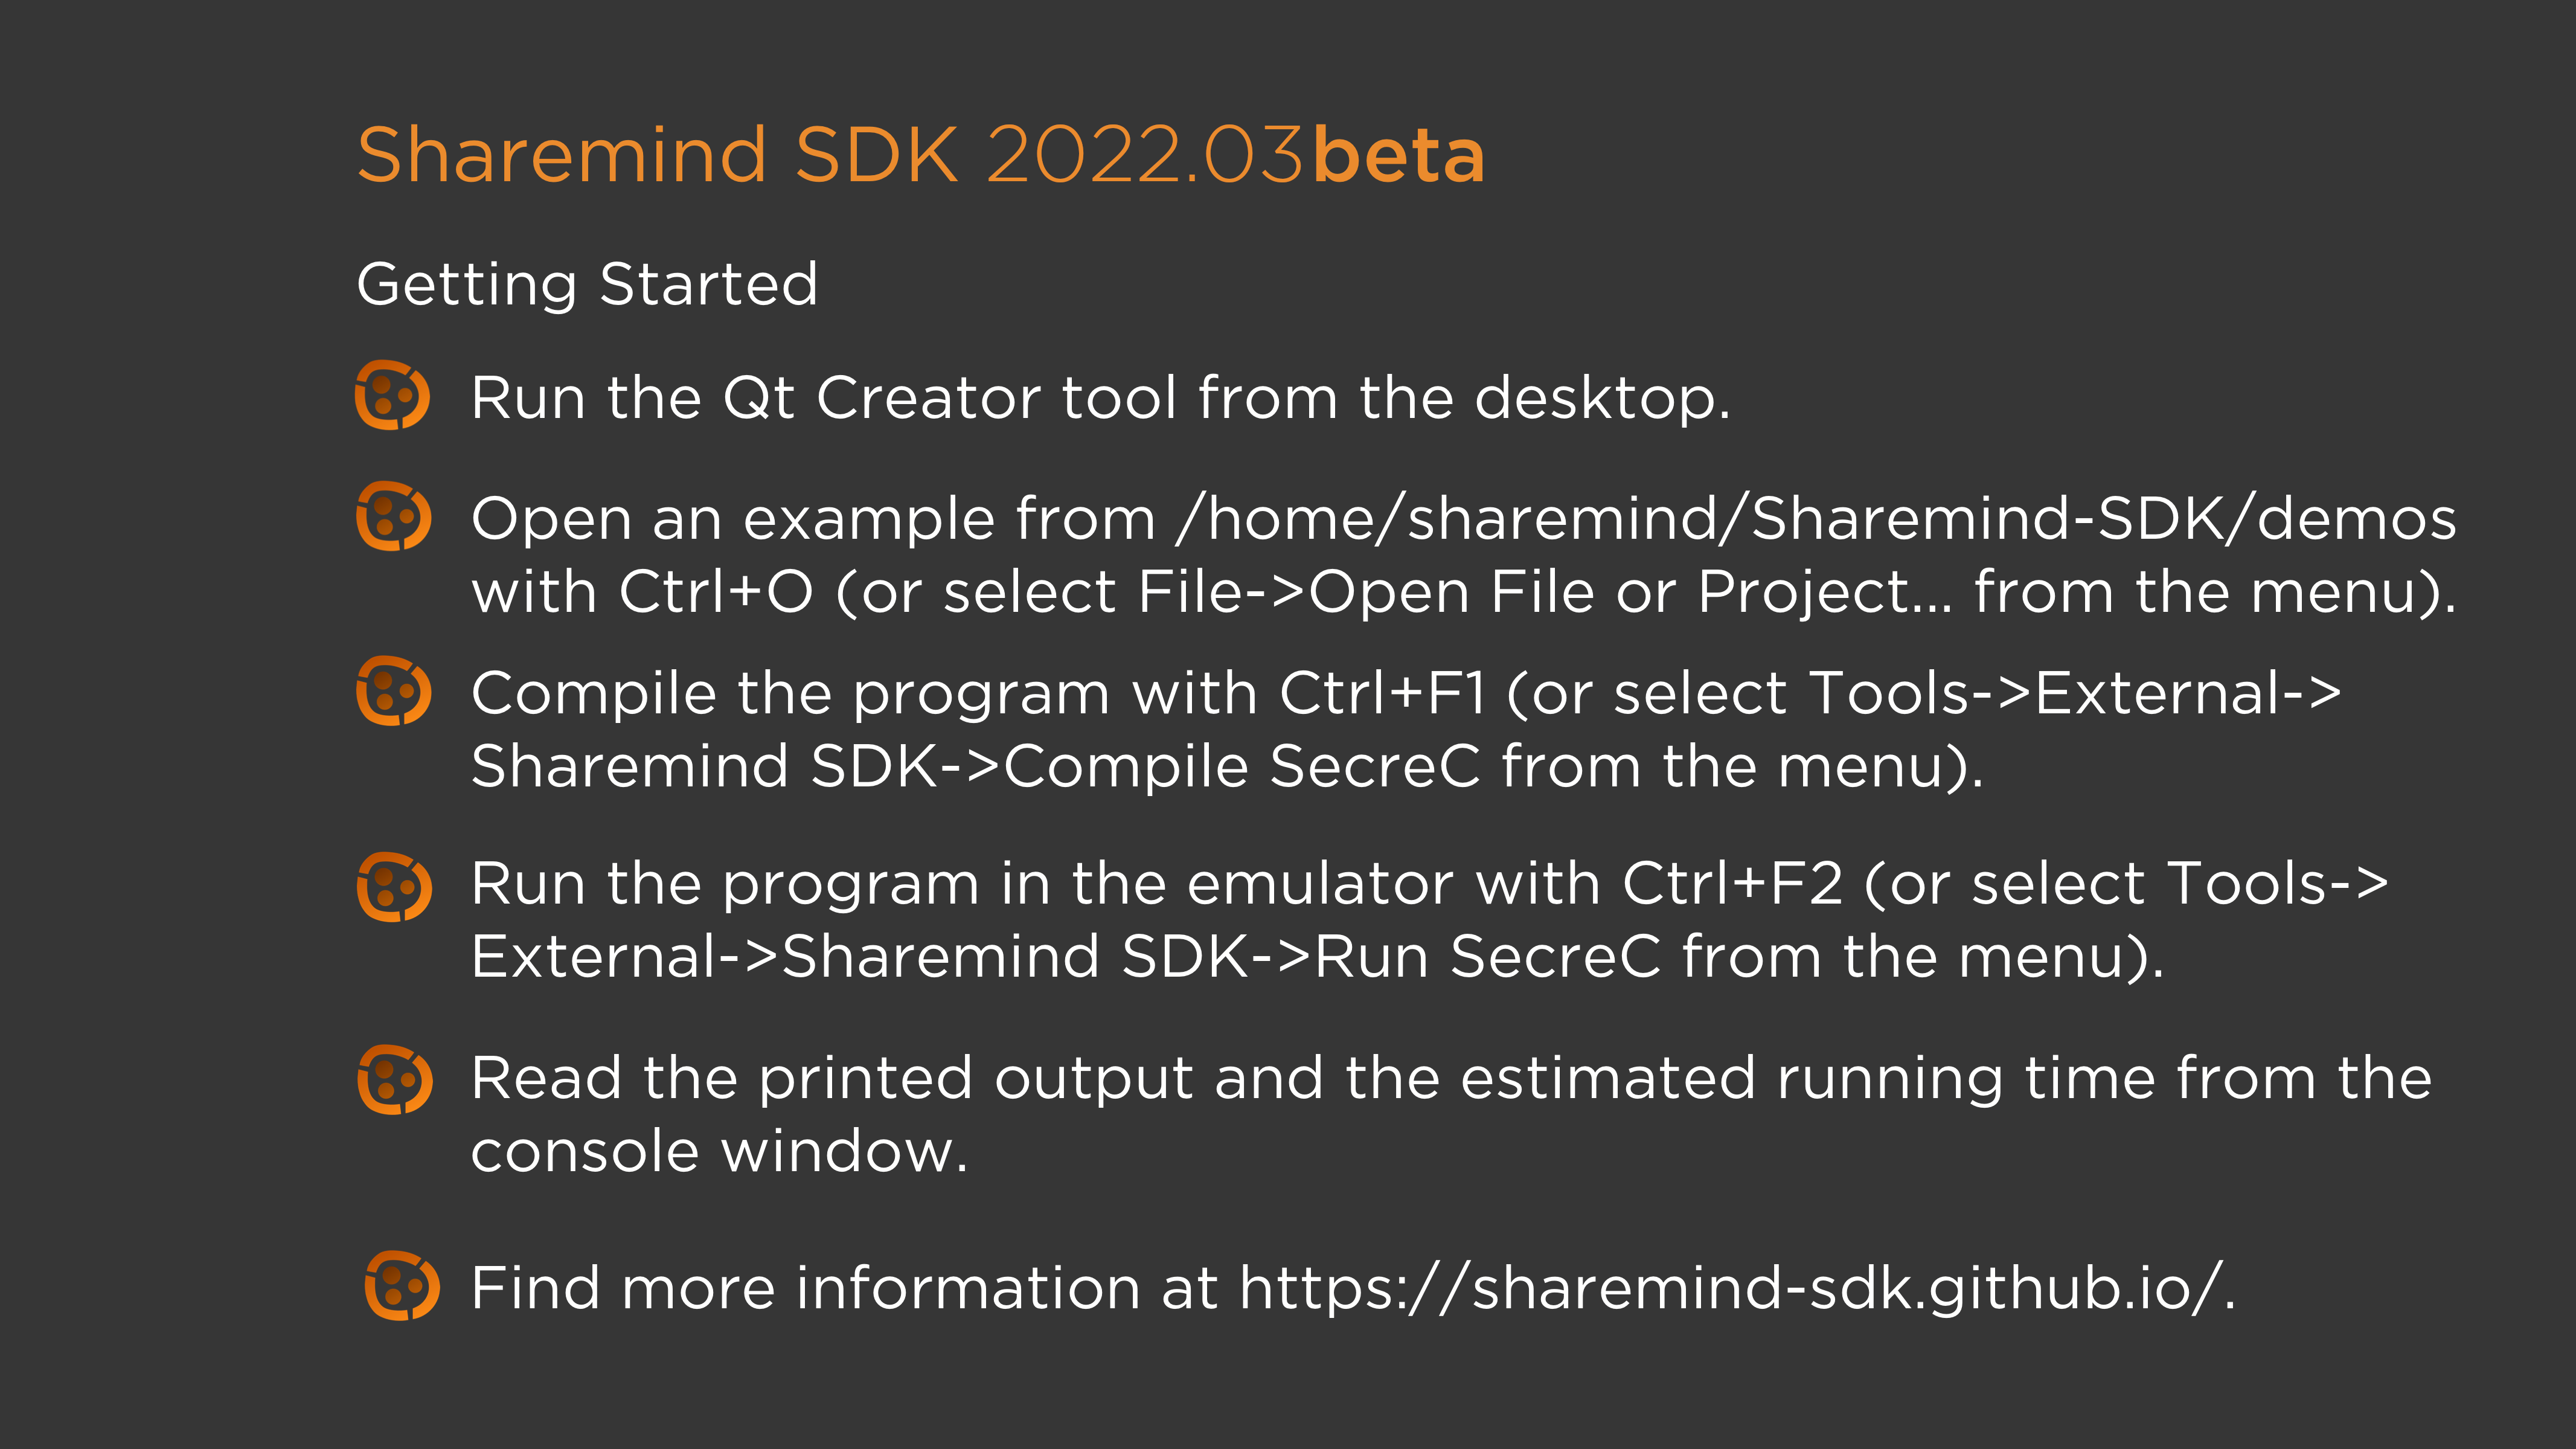 Sharemind SDK 2022.03beta
Getting Started
Run the Qt Creator tool from the desktop.
Open an example from /home/sharemind/Sharemind-SDK/demos
with Ctrl+O (or select File->Open File or Project... from the menu).
Compile the program with Ctrl+F1 (or select Tools->External->
Sharemind SDK->Compile SecreC from the menu).
Run the program in the emulator with Ctrl+F2 (or select Tools->
External->Sharemind SDK->Run SecreC from the menu).
Read the printed output and the estimated running time from the
console window.
Find more information at https://sharemind-sdk.github.io/.